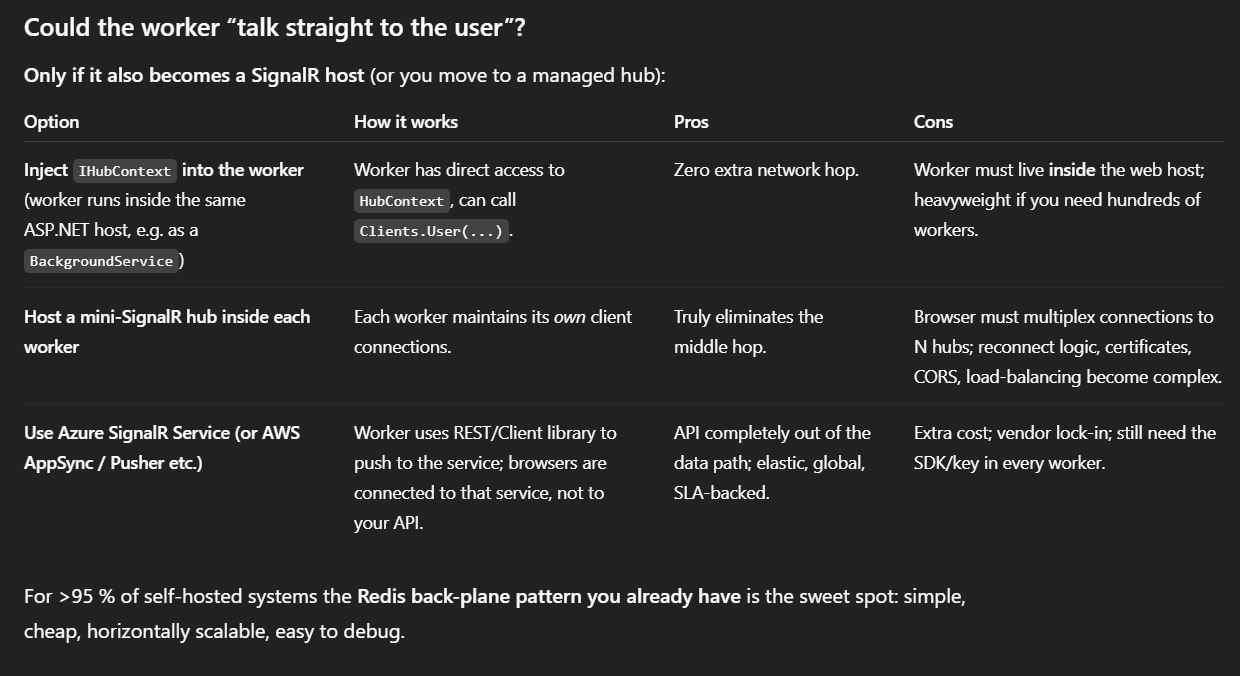 Could the worker “talk straight to the user”?
Only if it also becomes a SignalR host (or you move to a managed hub):
Option How it works Pros Cons
Inject IHubContext into the worker
(worker runs inside the same
ASP.NET host, e.g. as a
BackgroundService)
Worker has direct access to
HubContext, can call
Clients.User(...).
Zero extra network hop.
Worker must live inside the web host;
heavyweight if you need hundreds of
workers.
Host a mini-SignalR hub inside each
worker
Each worker maintains its own client
connections.
Truly eliminates the
middle hop.
Browser must multiplex connections to
N hubs; reconnect logic, certificates,
CORS, load-balancing become complex.
Use Azure SignalR Service (or AWS
AppSync / Pusher etc.)
Worker uses REST/Client library to
push to the service; browsers are
connected to that service, not to
your API.
API completely out of the
data path; elastic, global,
SLA-backed.
Extra cost; vendor lock-in; still need the
SDK/key in every worker.
For >95 % of self-hosted systems the Redis back-plane pattern you already have is the sweet spot: simple,
cheap, horizontally scalable, easy to debug.